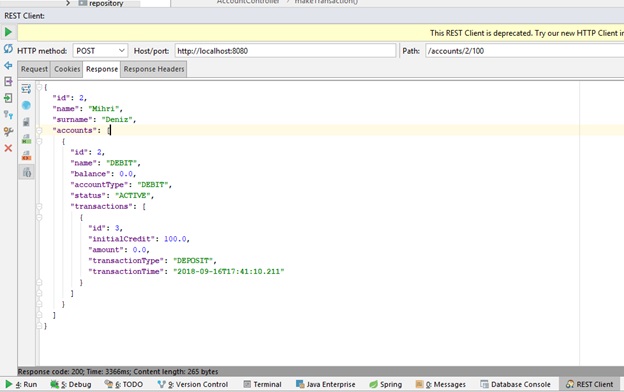 repository
AccountController
makeTransaction()
REST Client:
This REST Client is deprecated. Try our new HTTP Client in
HTTP method: POST Host/port: http://localhost:8080 Path: /accounts/2/100
Request Cookies Response Response Headers
{
"id": 2,
"name": "Mihri",
"surname": "Deniz",
"accounts": [
{
"id": 2,
"name": "DEBIT",
"balance": 0.0,
"accountType": "DEBIT",
"status": "ACTIVE",
"transactions": [
{
"id": 3,
"initialCredit": 100.0,
"amount": 0.0,
"transactionType": "DEPOSIT",
"transactionTime": "2018-09-16T17:41:10.211"
}
]
}
]
}
Response code: 200; Time: 3366ms; Content length: 265 bytes
4: Run 5: Debug 6: TODO 9: Version Control Terminal Java Enterprise Spring 0: Messages Database Console REST Client